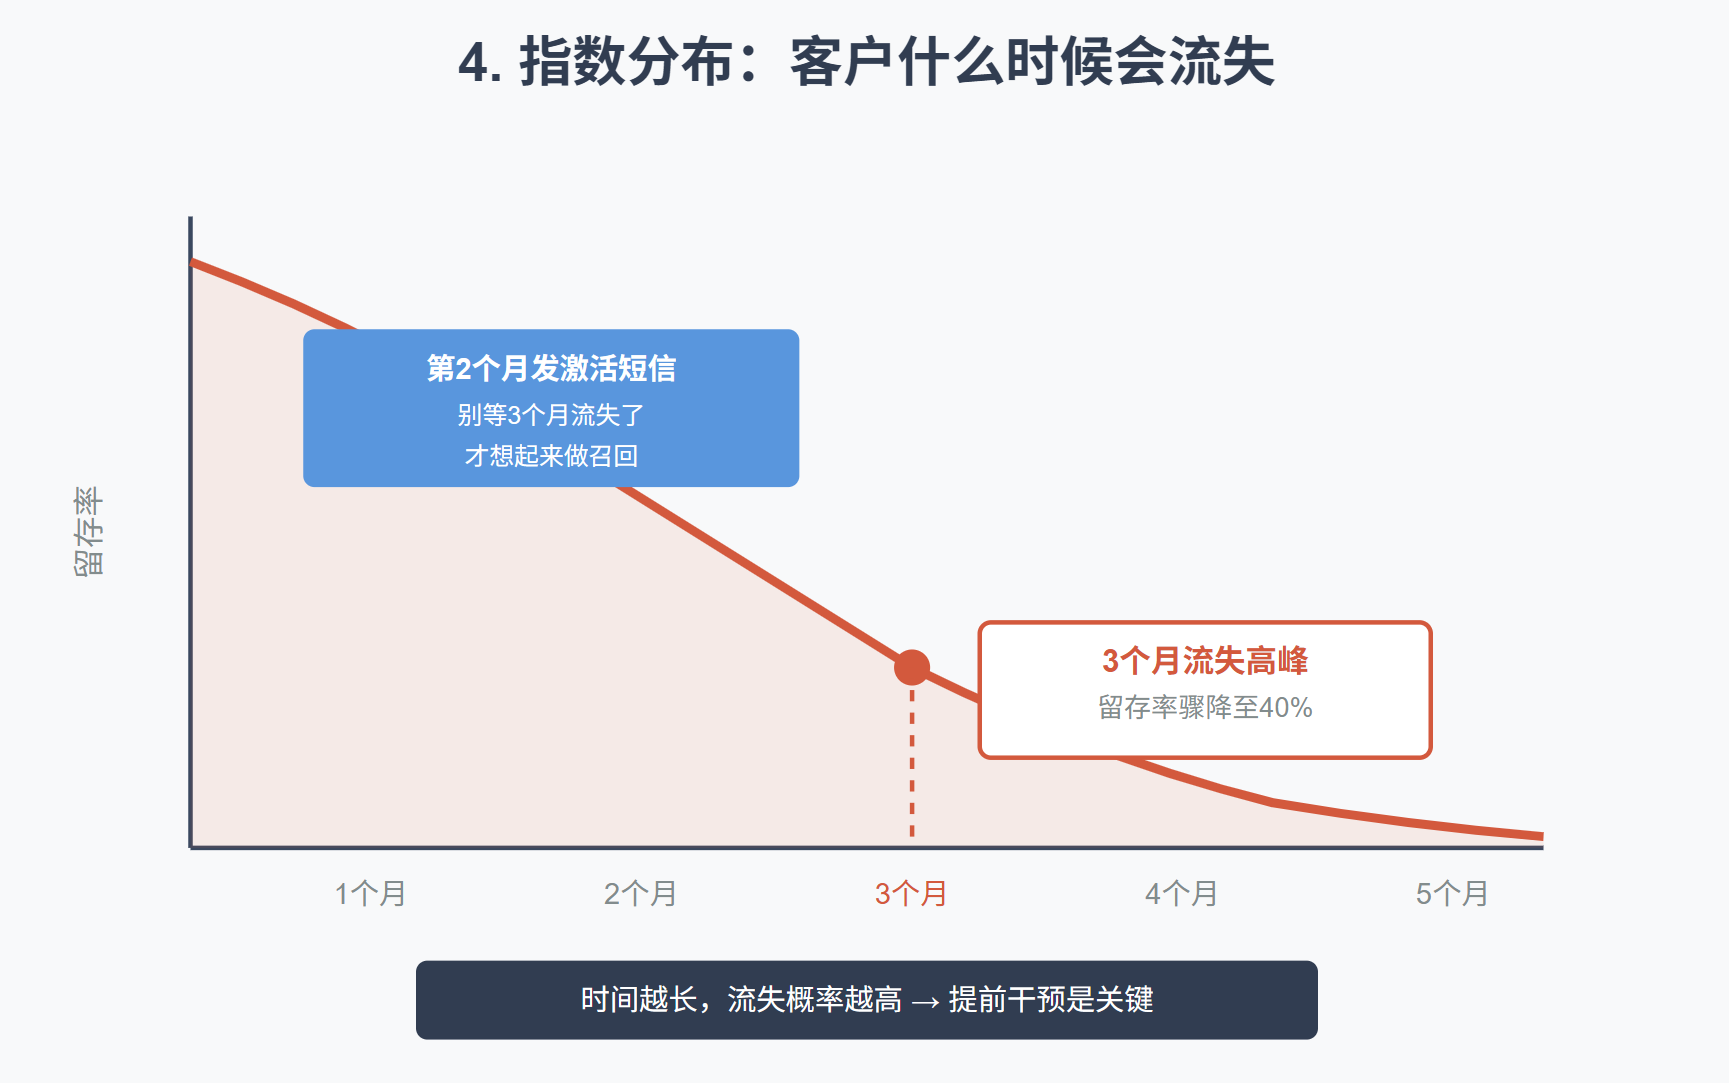 4. 指数分布：客户什么时候会流失
第2个月发激活短信
别等3个月流失了
才想起来做召回
留存率
3个月流失高峰
留存率骤降至40%
1个月
2个月
3个月
4个月
5个月
时间越长，流失概率越高 → 提前干预是关键